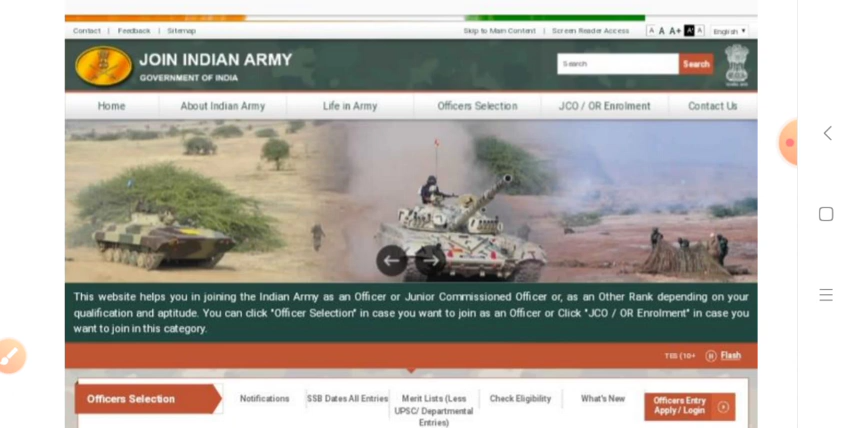 Contact | Feedback | Sitemap
Skip to Main Content | Screen Reader Access A A A+ A A English
JOIN INDIAN ARMY
GOVERNMENT OF INDIA
Search Search
Home About Indian Army Life in Army Officers Selection JCO / OR Enrolment Contact Us
This website helps you in joining the Indian Army as an Officer or Junior Commissioned Officer or, as an Other Rank depending on your
qualification and aptitude. You can click "Officer Selection" in case you want to join as an Officer or Click "JCO / OR Enrolment" in case you
want to join in this category.
TES (10+ Flash
Officers Selection Notifications SSB Dates All Entries Merit Lists (Less Check Eligibility What's New Officers Entry
UPSC/ Departmental Apply / Login
Entries)